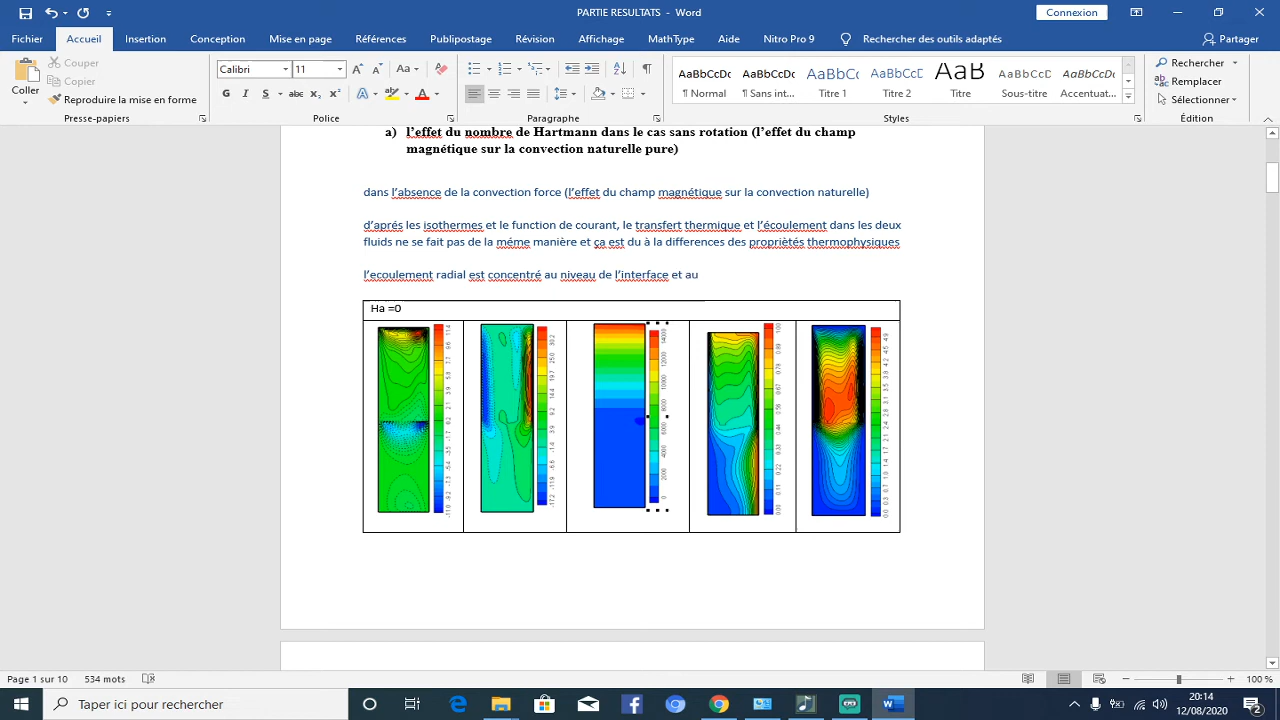 PARTIE RESULTATS - Word
Connexion
Fichier Accueil Insertion Conception Mise en page Références Publipostage Révision Affichage MathType Aide Nitro Pro 9 Rechercher des outils adaptés Partager
Coller
Couper
Copier
Reproduire la mise en forme
Presse-papiers
Calibri 11
G I S abc x₂ x²
Police
Paragraphe
AaBbCcDc AaBbCcDc AaBbCc AaBbCcD AaB AaBbCcD AaBbCcDc
¶ Normal ¶ Sans int... Titre 1 Titre 2 Titre Sous-titre Accentuat...
Styles
Rechercher
Remplacer
Sélectionner
Édition
a) l’effet du nombre de Hartmann dans le cas sans rotation (l’effet du champ
magnétique sur la convection naturelle pure)
dans l’absence de la convection force (l’effet du champ magnétique sur la convection naturelle)
d’aprés les isothermes et le function de courant, le transfert thermique et l’écoulement dans les deux
fluids ne se fait pas de la méme manière et ça est du à la differences des propriètés thermophysiques
l’ecoulement radial est concentré au niveau de l’interface et au
Ha =0
Page 1 sur 10 534 mots 100 %
Taper ici pour rechercher
20:14
12/08/2020